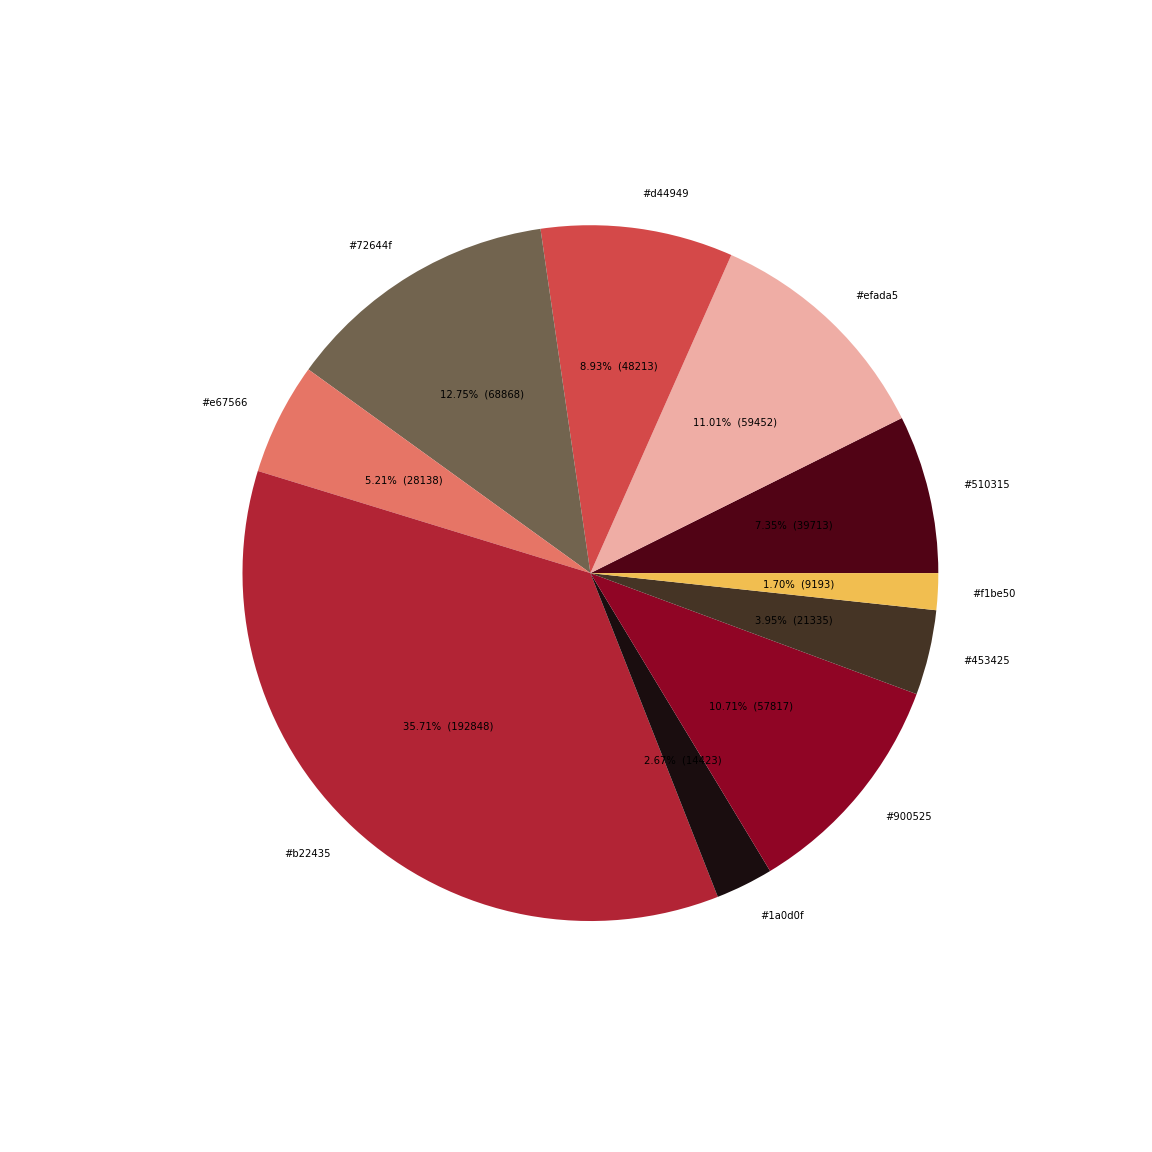 #d44949
#72644f
#efada5
8.93%  (48213)
12.75%  (68868)
#e67566
11.01%  (59452)
5.21%  (28138)
#510315
7.35%  (39713)
1.70%  (9193)
#f1be50
3.95%  (21335)
#453425
10.71%  (57817)
35.71%  (192848)
2.67%  (14423)
#900525
#b22435
#1a0d0f